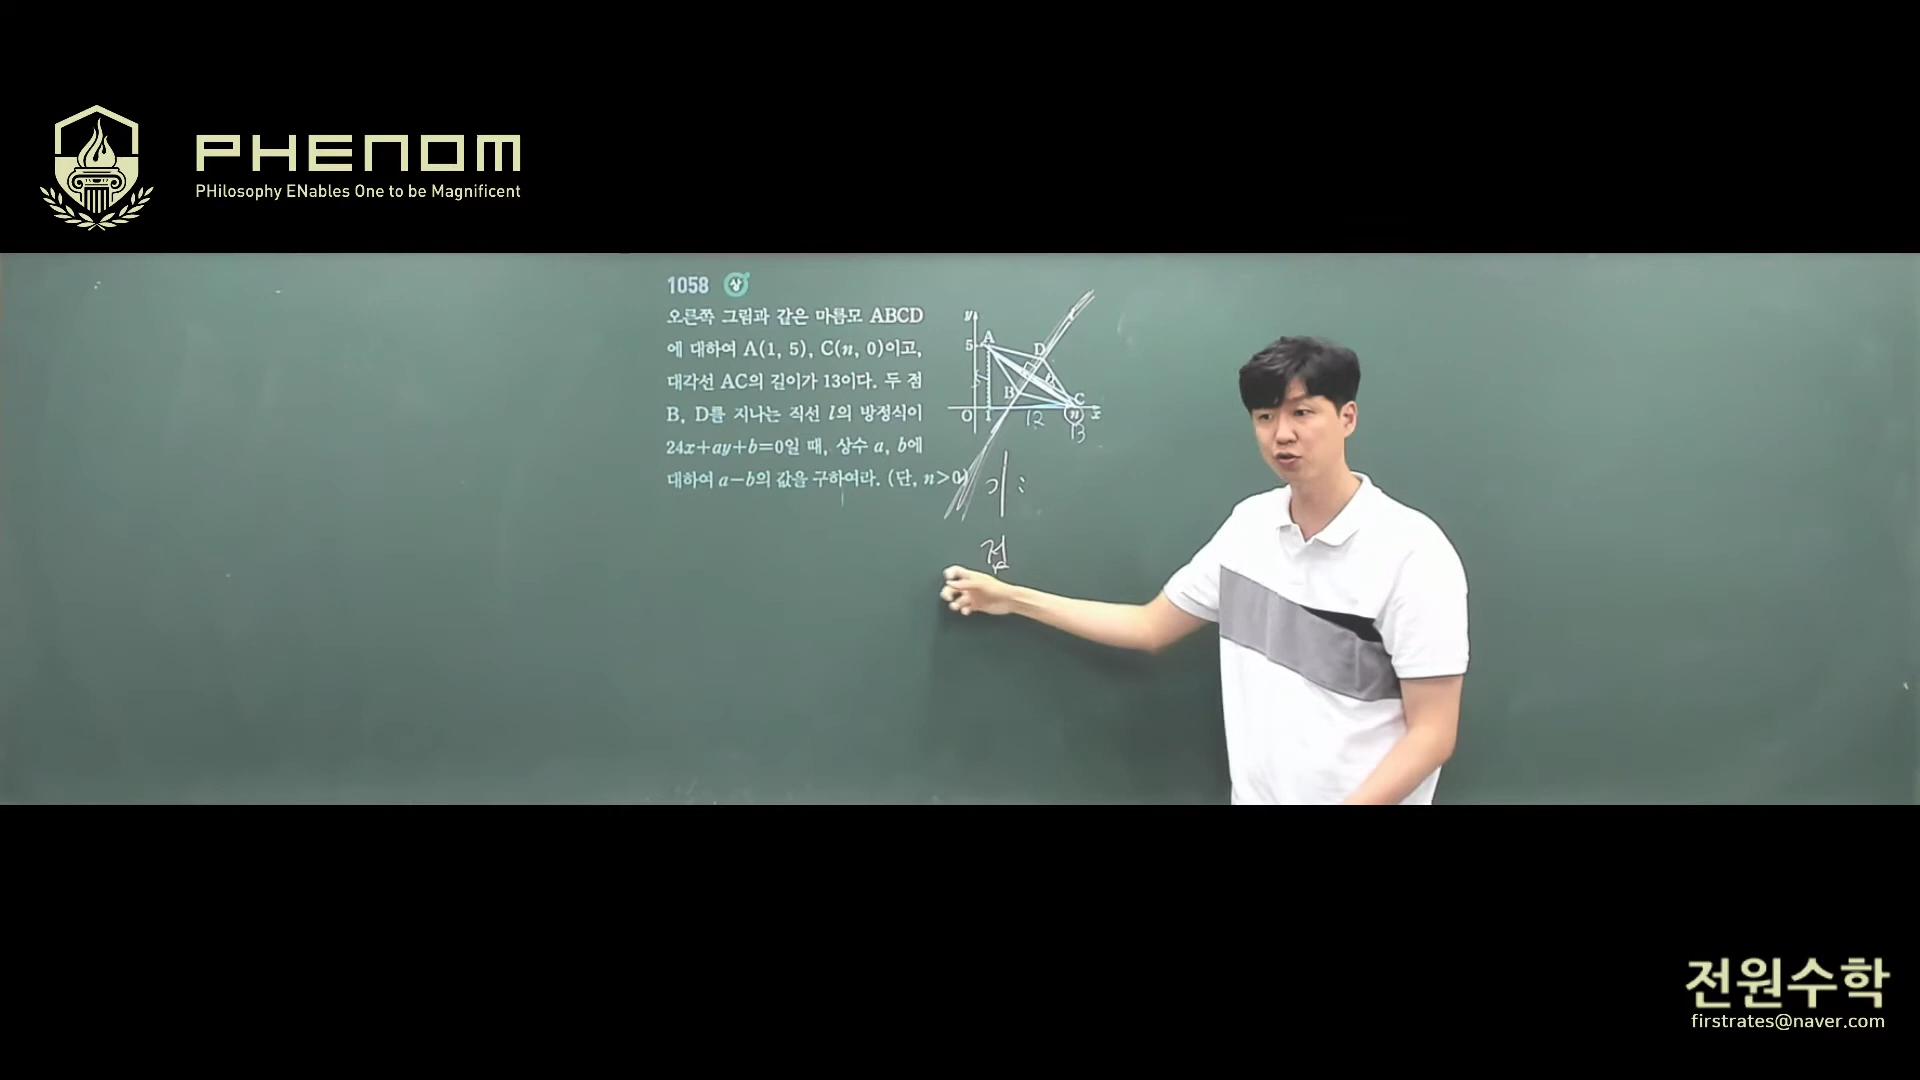 PHENOM
PHilosophy ENables One to be Magnificent
1058 상
오른쪽 그림과 같은 마름모 ABCD
에 대하여 A(1, 5), C(n, 0)이고,
대각선 AC의 길이가 13이다. 두 점
B, D를 지나는 직선 l의 방정식이
24x+ay+b=0일 때, 상수 a, b에
대하여 a-b의 값을 구하여라. (단, n>0)
y
5 A
D
B
C
O 1 12 n x
13
기 :
점
전원수학
firstrates@naver.com